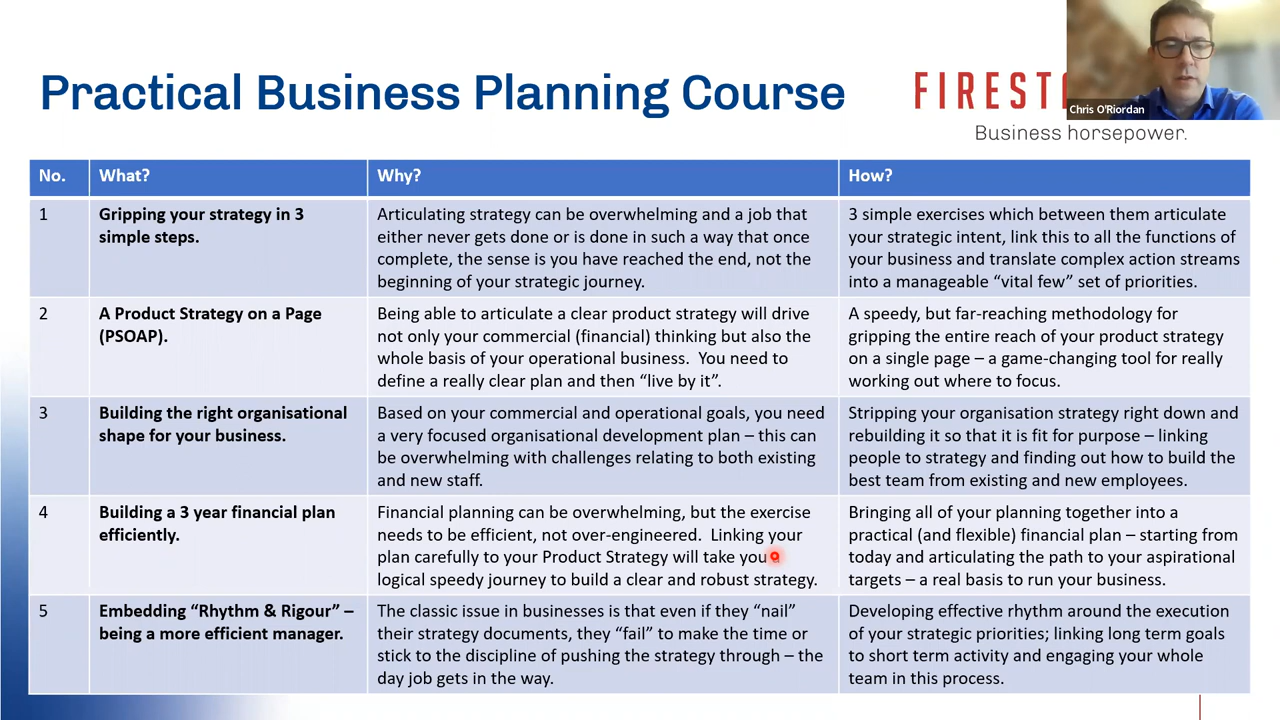 Practical Business Planning Course
FIREST
Chris O'Riordan
Business horsepower.
No.
What?
Why?
How?
1
Gripping your strategy in 3
simple steps.
Articulating strategy can be overwhelming and a job that
either never gets done or is done in such a way that once
complete, the sense is you have reached the end, not the
beginning of your strategic journey.
3 simple exercises which between them articulate
your strategic intent, link this to all the functions of
your business and translate complex action streams
into a manageable “vital few” set of priorities.
2
A Product Strategy on a Page
(PSOAP).
Being able to articulate a clear product strategy will drive
not only your commercial (financial) thinking but also the
whole basis of your operational business.  You need to
define a really clear plan and then “live by it”.
A speedy, but far-reaching methodology for
gripping the entire reach of your product strategy
on a single page – a game-changing tool for really
working out where to focus.
3
Building the right organisational
shape for your business.
Based on your commercial and operational goals, you need
a very focused organisational development plan – this can
be overwhelming with challenges relating to both existing
and new staff.
Stripping your organisation strategy right down and
rebuilding it so that it is fit for purpose – linking
people to strategy and finding out how to build the
best team from existing and new employees.
4
Building a 3 year financial plan
efficiently.
Financial planning can be overwhelming, but the exercise
needs to be efficient, not over-engineered.  Linking your
plan carefully to your Product Strategy will take you
logical speedy journey to build a clear and robust strategy.
Bringing all of your planning together into a
practical (and flexible) financial plan – starting from
today and articulating the path to your aspirational
targets – a real basis to run your business.
5
Embedding “Rhythm & Rigour” –
being a more efficient manager.
The classic issue in businesses is that even if they “nail”
their strategy documents, they “fail” to make the time or
stick to the discipline of pushing the strategy through – the
day job gets in the way.
Developing effective rhythm around the execution
of your strategic priorities; linking long term goals
to short term activity and engaging your whole
team in this process.